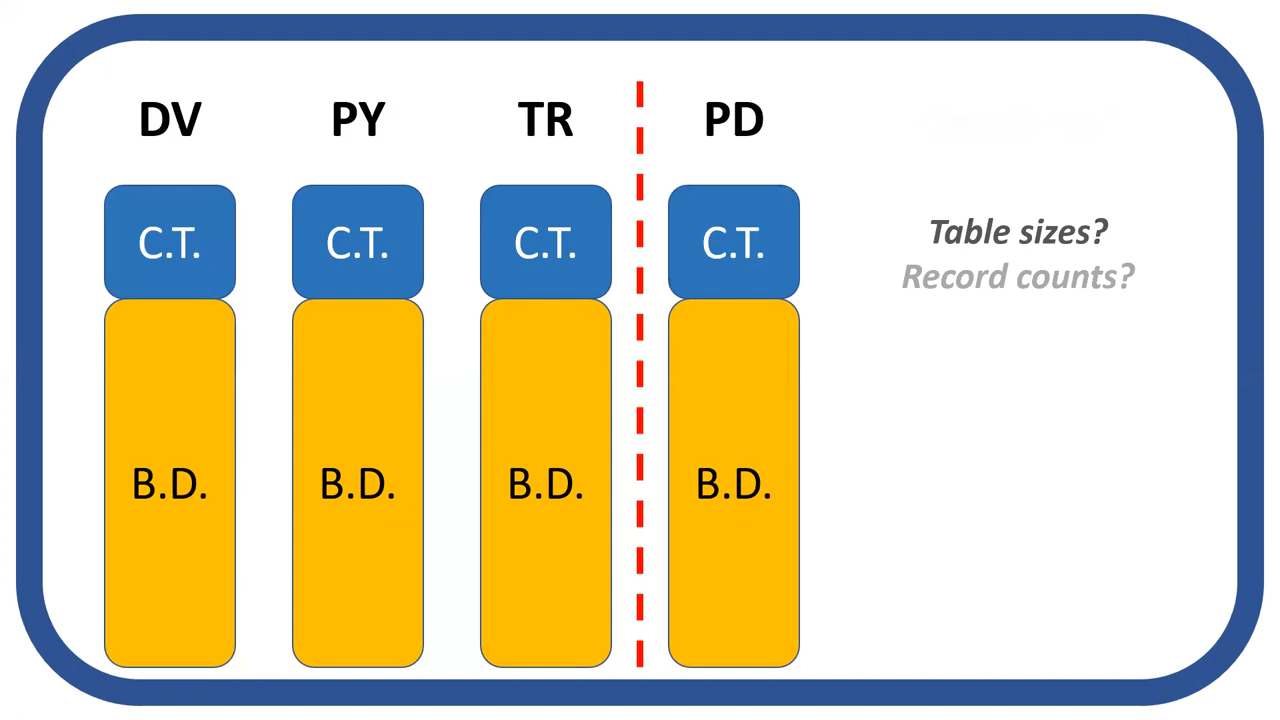 DV PY TR PD
C.T. C.T. C.T. C.T.
Table sizes?
Record counts?
B.D. B.D. B.D. B.D.